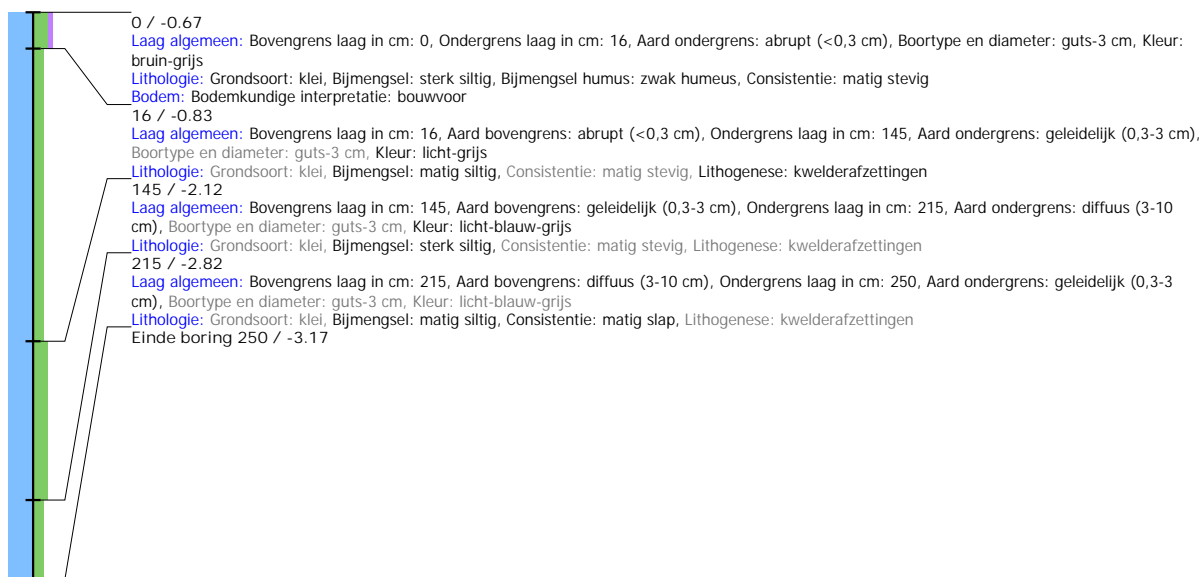 0 / -0.67
Laag algemeen: Bovengrens laag in cm: 0, Ondergrens laag in cm: 16, Aard ondergrens: abrupt (<0,3 cm), Boortype en diameter: guts-3 cm, Kleur:
bruin-grijs
Lithologie: Grondsoort: klei, Bijmengsel: sterk siltig, Bijmengsel humus: zwak humeus, Consistentie: matig stevig
Bodem: Bodemkundige interpretatie: bouwvoor
16 / -0.83
Laag algemeen: Bovengrens laag in cm: 16, Aard bovengrens: abrupt (<0,3 cm), Ondergrens laag in cm: 145, Aard ondergrens: geleidelijk (0,3-3 cm),
Boortype en diameter: guts-3 cm, Kleur: licht-grijs
Lithologie: Grondsoort: klei, Bijmengsel: matig siltig, Consistentie: matig stevig, Lithogenese: kwelderafzettingen
145 / -2.12
Laag algemeen: Bovengrens laag in cm: 145, Aard bovengrens: geleidelijk (0,3-3 cm), Ondergrens laag in cm: 215, Aard ondergrens: diffuus (3-10
cm), Boortype en diameter: guts-3 cm, Kleur: licht-blauw-grijs
Lithologie: Grondsoort: klei, Bijmengsel: sterk siltig, Consistentie: matig stevig, Lithogenese: kwelderafzettingen
215 / -2.82
Laag algemeen: Bovengrens laag in cm: 215, Aard bovengrens: diffuus (3-10 cm), Ondergrens laag in cm: 250, Aard ondergrens: geleidelijk (0,3-3
cm), Boortype en diameter: guts-3 cm, Kleur: licht-blauw-grijs
Lithologie: Grondsoort: klei, Bijmengsel: matig siltig, Consistentie: matig slap, Lithogenese: kwelderafzettingen
Einde boring 250 / -3.17